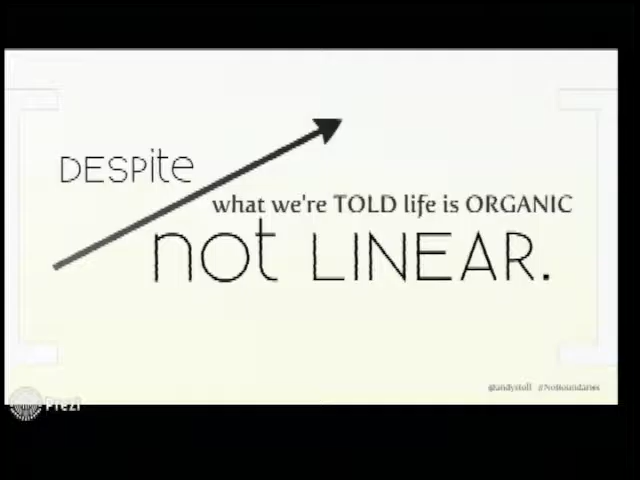 DESPite
what we're TOLD life is ORGANIC
not LINEAR.
@andystoll #NoBoundaries
Prezi